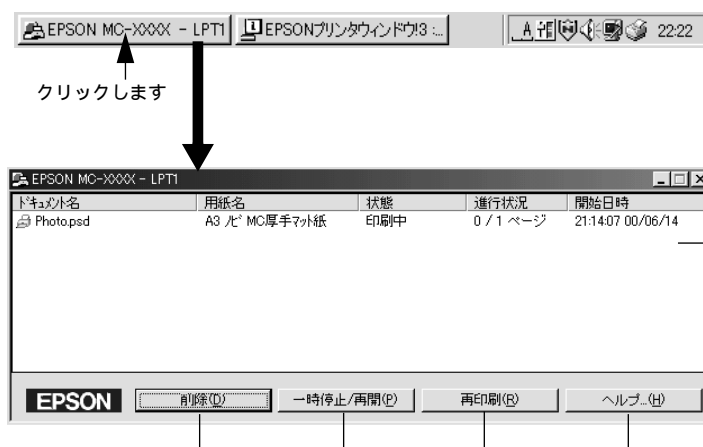 EPSON MC-XXXX - LPT1 EPSONプリンタウィンドウ!3 :... A 22:22
クリックします
EPSON MC-XXXX - LPT1
ドキュメント名 用紙名 状態 進行状況 開始日時
Photo.psd A3 ノビ MC厚手マット紙 印刷中 0 / 1 ページ 21:14:07 00/06/14
EPSON 削除(D) 一時停止/再開(P) 再印刷(R) ヘルプ...(H)